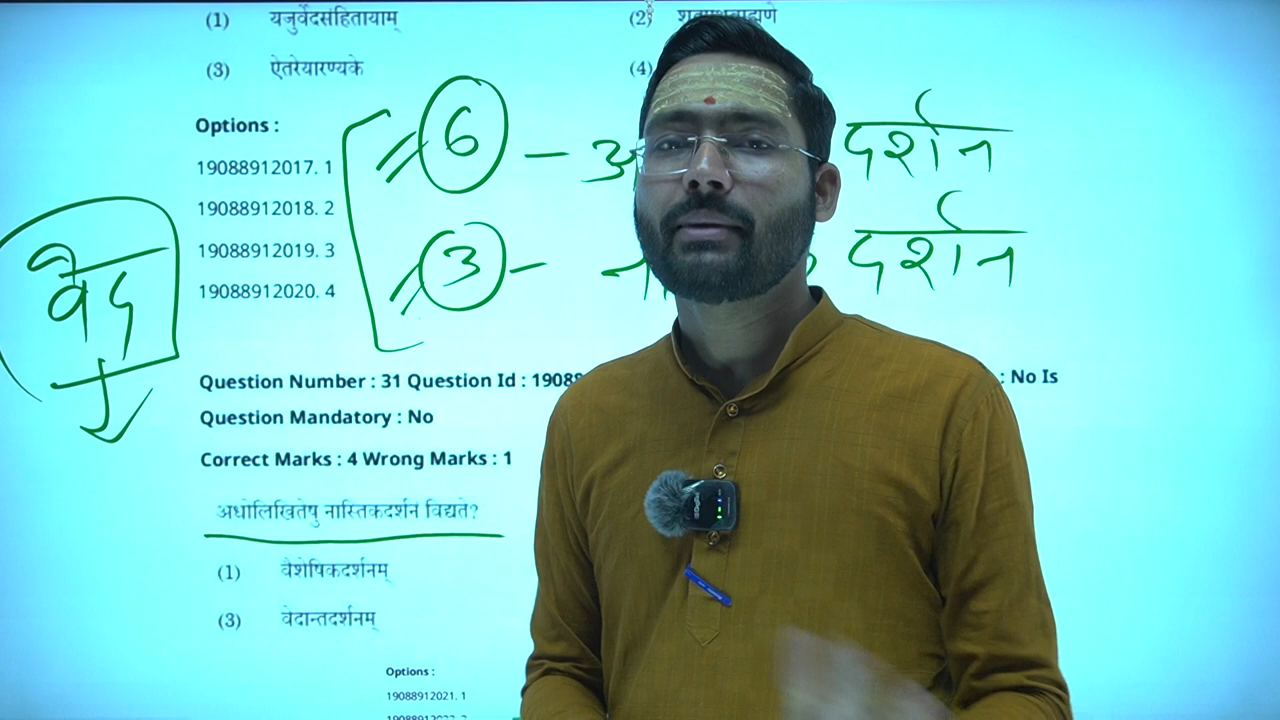 (1) यजुर्वेदसंहितायाम् (2)
(3) ऐतरेयारण्यके (4)
Options :
19088912017. 1
19088912018. 2
19088912019. 3
19088912020. 4
6 – दर्शन
3 – दर्शन
वेद
Question Number : 31 Question Id : 19088 : No Is
Question Mandatory : No
Correct Marks : 4 Wrong Marks : 1
अधोलिखितेषु नास्तिकदर्शनं विद्यते?
(1) वैशेषिकदर्शनम्
(3) वेदान्तदर्शनम्
Options :
19088912021. 1